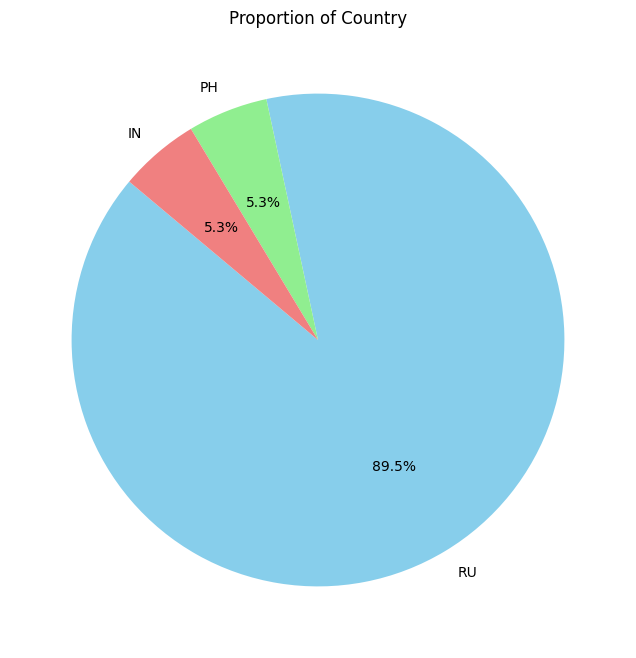 Proportion of Country
PH
IN
5.3%
5.3%
89.5%
RU